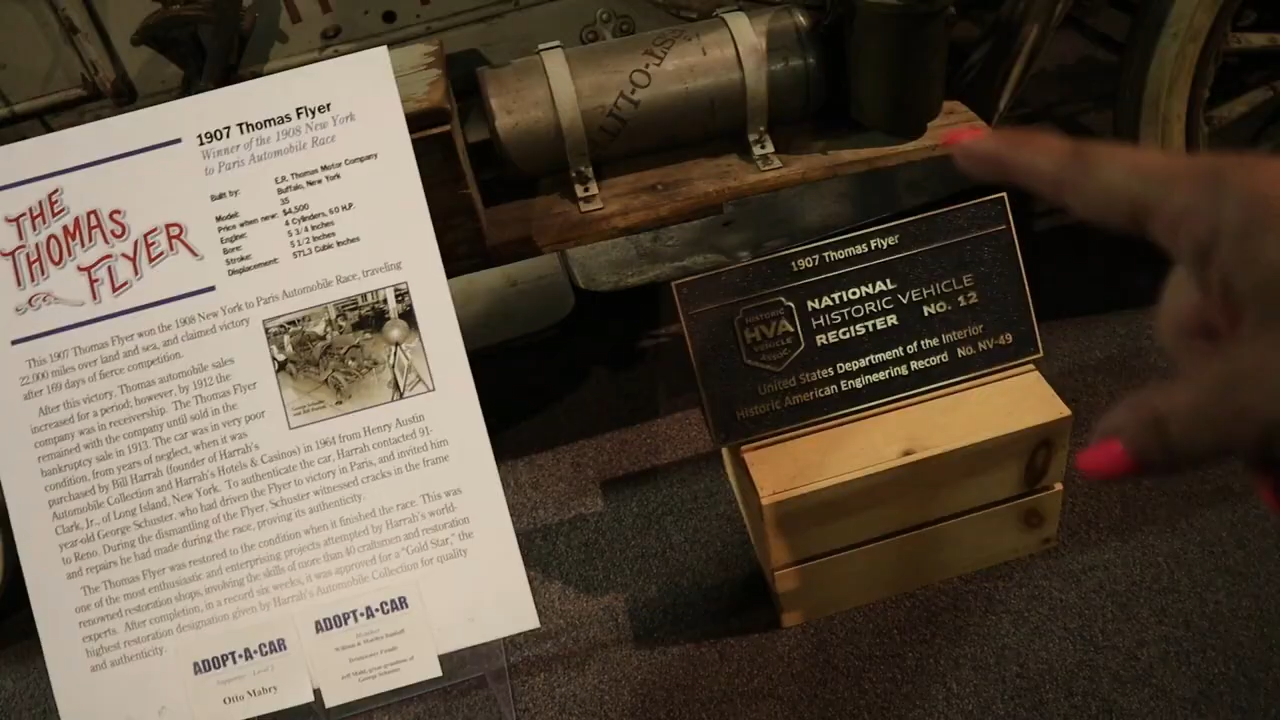 1907 Thomas Flyer
Winner of the 1908 New York
to Paris Automobile Race
THE
THOMAS
FLYER
Built by: E.R. Thomas Motor Company
Buffalo, New York
Model: 35
Price when new: $4,500
Engine: 4 Cylinders, 60 H.P.
Bore: 5 3/4 Inches
Stroke: 5 1/2 Inches
Displacement: 571.3 Cubic Inches
This 1907 Thomas Flyer won the 1908 New York to Paris Automobile Race, traveling
22,000 miles over land and sea, and claimed victory
after 169 days of fierce competition.
After this victory, Thomas automobile sales
increased for a period; however, by 1912 the
company was in receivership. The Thomas Flyer
remained with the company until sold in the
bankruptcy sale in 1913. The car was in very poor
condition, from years of neglect, when it was
purchased by Bill Harrah (founder of Harrah's
Automobile Collection and Harrah's Hotels & Casinos) in 1964 from Henry Austin
Clark, Jr., of Long Island, New York. To authenticate the car, Harrah contacted 91-
year-old George Schuster, who had driven the Flyer to victory in Paris, and invited him
to Reno. During the dismantling of the Flyer, Schuster witnessed cracks in the frame
and repairs he had made during the race, proving its authenticity.
The Thomas Flyer was restored to the condition when it finished the race. This was
one of the most enthusiastic and enterprising projects attempted by Harrah's world-
renowned restoration shops, involving the skills of more than 40 craftsmen and restoration
experts. After completion, in a record six weeks, it was approved for a "Gold Star," the
highest restoration designation given by Harrah's Automobile Collection for quality
and authenticity.
George Schuster
ADOPT•A•CAR
Supporter - Level 2
Otto Mabry
ADOPT•A•CAR
George Schuster
PREST-O-LITE
1907 Thomas Flyer
HISTORIC
HVA
VEHICLE
ASSOC.
NATIONAL
HISTORIC VEHICLE
REGISTER No. 12
United States Department of the Interior
Historic American Engineering Record No. NV-49